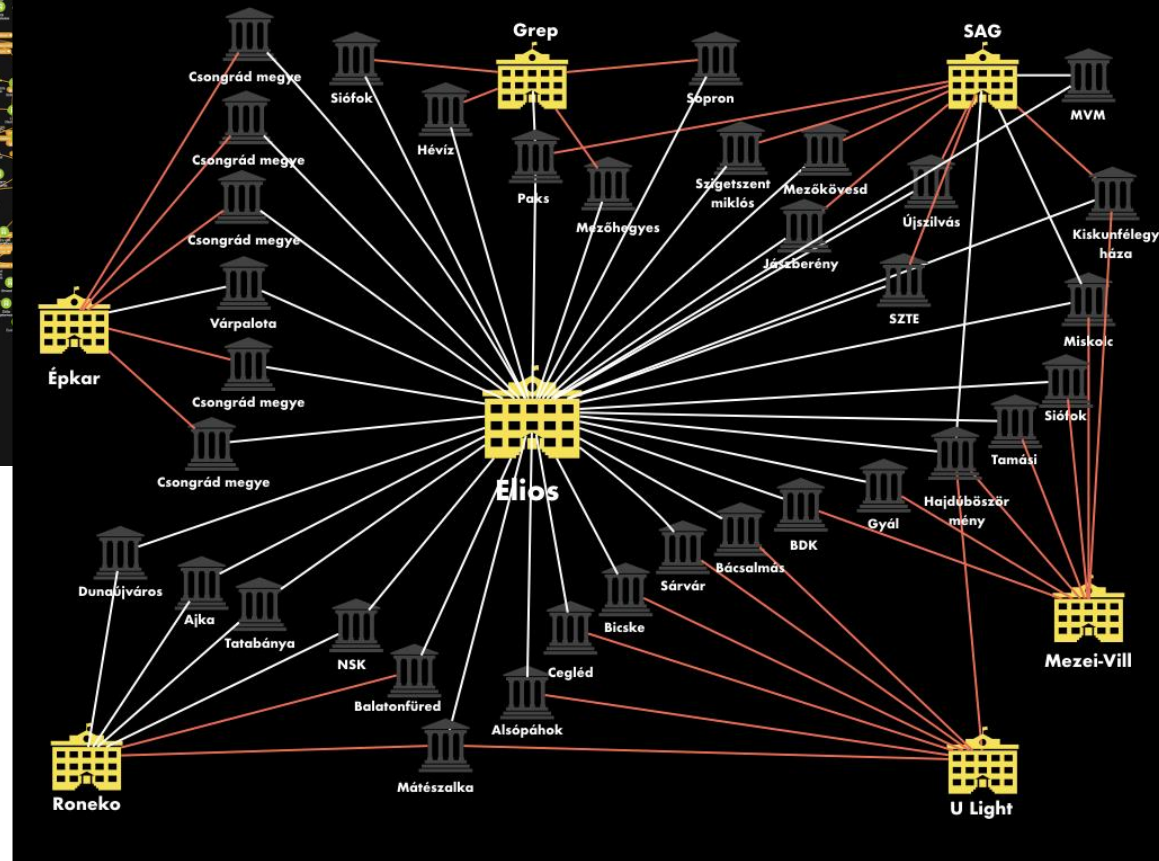 Grep
SAG
Csongrád megye
Siófok
Sopron
MVM
Hévíz
Csongrád megye
Paks
Szigetszent
miklós
Mezőkövesd
Mezőhegyes
Újszilvás
Kiskunfélegy
háza
Csongrád megye
Jászberény
SZTE
Várpalota
Miskolc
Épkar
Csongrád megye
Siófok
Tamási
Csongrád megye
Elios
Hajdúböször
mény
Gyál
BDK
Bácsalmás
Sárvár
Dunaújváros
Ajka
Bicske
Tatabánya
NSK
Cegléd
Mezei-Vill
Balatonfüred
Alsópáhok
Mátészalka
Roneko
U Light